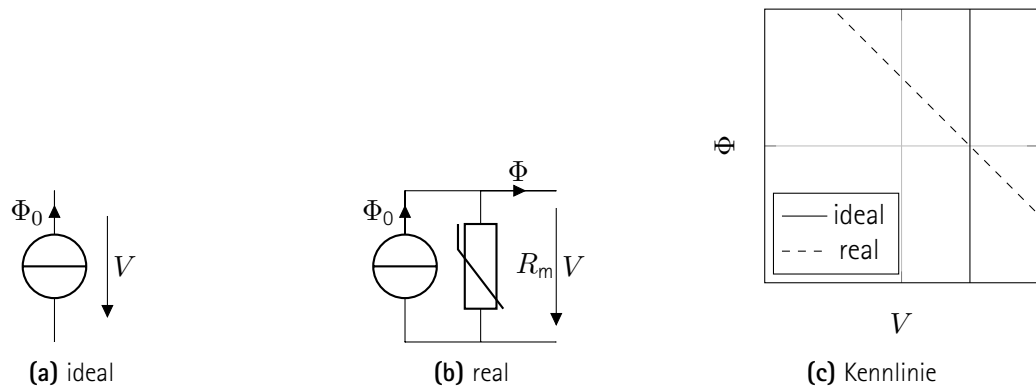 Φ₀
V
(a) ideal
Φ
Φ₀
Rₘ
V
(b) real
Φ
ideal
real
V
(c) Kennlinie